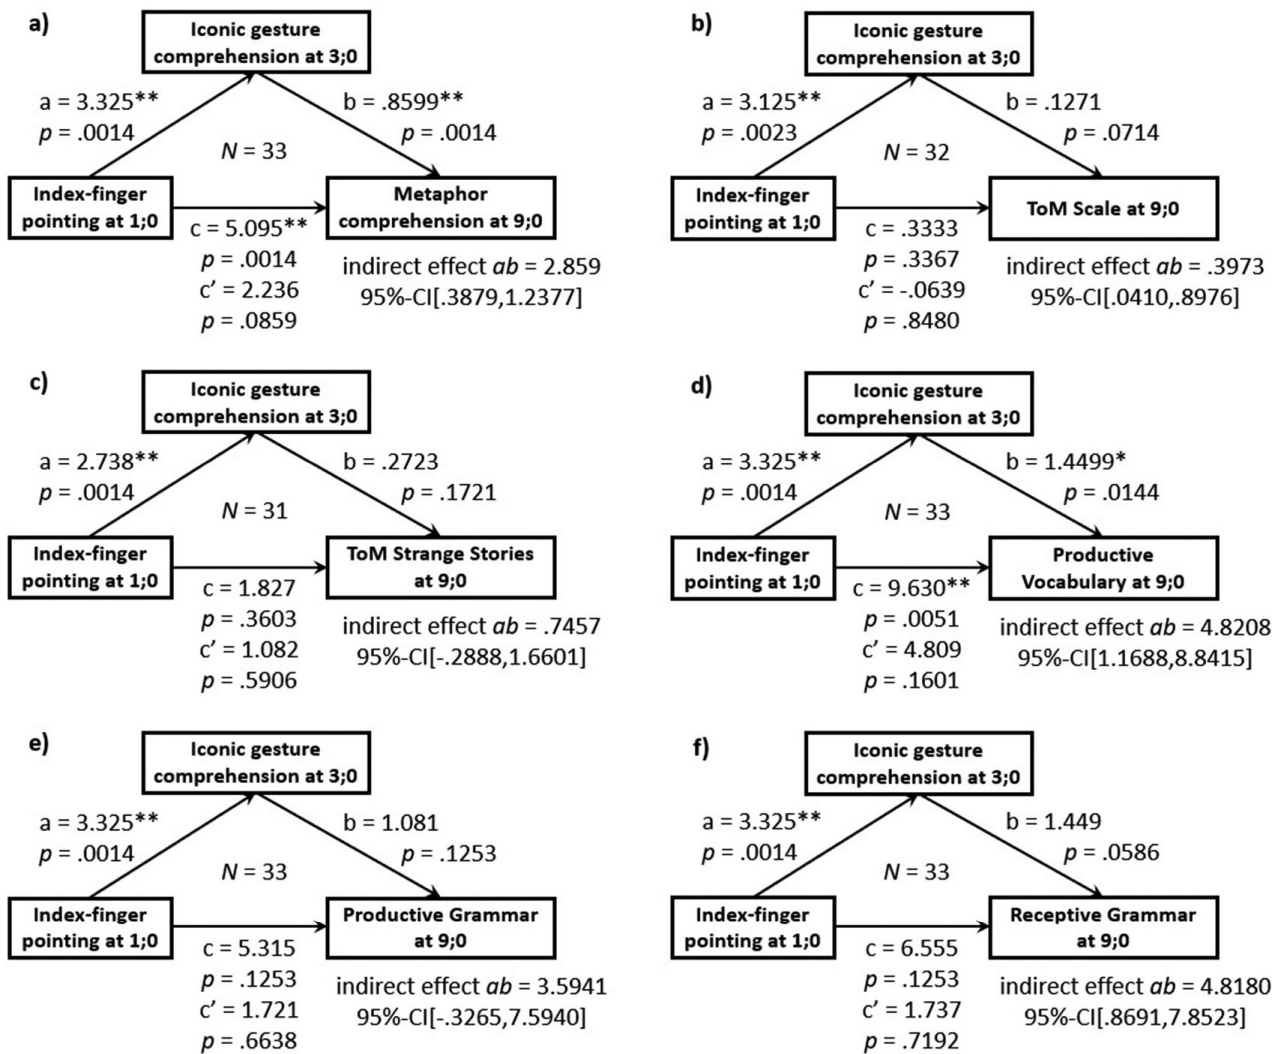 a)
Iconic gesture
comprehension at 3;0
a = 3.325**
p = .0014
b = .8599**
p = .0014
N = 33
Index-finger
pointing at 1;0
Metaphor
comprehension at 9;0
c = 5.095**
p = .0014
c’ = 2.236
p = .0859
indirect effect ab = 2.859
95%-CI[.3879,1.2377]
b)
Iconic gesture
comprehension at 3;0
a = 3.125**
p = .0023
b = .1271
p = .0714
N = 32
Index-finger
pointing at 1;0
ToM Scale at 9;0
c = .3333
p = .3367
c’ = -.0639
p = .8480
indirect effect ab = .3973
95%-CI[.0410,.8976]
c)
Iconic gesture
comprehension at 3;0
a = 2.738**
p = .0014
b = .2723
p = .1721
N = 31
Index-finger
pointing at 1;0
ToM Strange Stories
at 9;0
c = 1.827
p = .3603
c’ = 1.082
p = .5906
indirect effect ab = .7457
95%-CI[-.2888,1.6601]
d)
Iconic gesture
comprehension at 3;0
a = 3.325**
p = .0014
b = 1.4499*
p = .0144
N = 33
Index-finger
pointing at 1;0
Productive
Vocabulary at 9;0
c = 9.630**
p = .0051
c’ = 4.809
p = .1601
indirect effect ab = 4.8208
95%-CI[1.1688,8.8415]
e)
Iconic gesture
comprehension at 3;0
a = 3.325**
p = .0014
b = 1.081
p = .1253
N = 33
Index-finger
pointing at 1;0
Productive Grammar
at 9;0
c = 5.315
p = .1253
c’ = 1.721
p = .6638
indirect effect ab = 3.5941
95%-CI[-.3265,7.5940]
f)
Iconic gesture
comprehension at 3;0
a = 3.325**
p = .0014
b = 1.449
p = .0586
N = 33
Index-finger
pointing at 1;0
Receptive Grammar
at 9;0
c = 6.555
p = .1253
c’ = 1.737
p = .7192
indirect effect ab = 4.8180
95%-CI[.8691,7.8523]